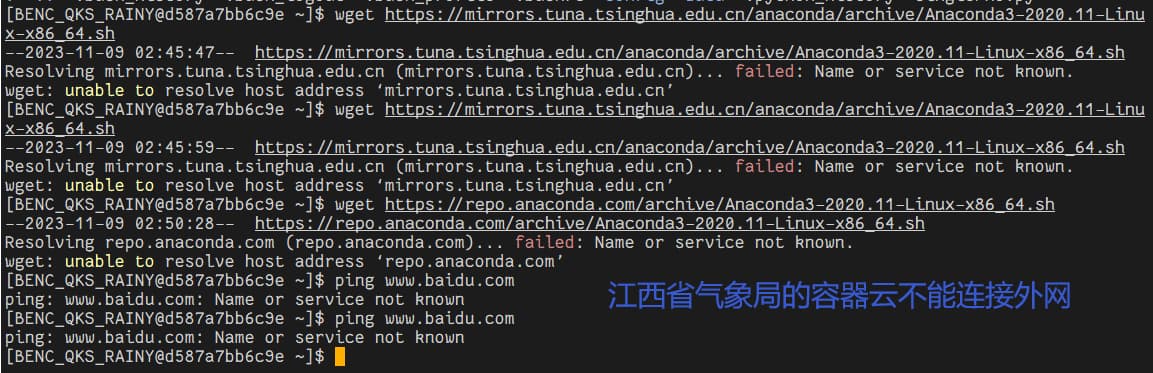 [BENC_QKS_RAINY@d587a7bb6c9e ~]$ wget https://mirrors.tuna.tsinghua.edu.cn/anaconda/archive/Anaconda3-2020.11-Linu
x-x86_64.sh
--2023-11-09 02:45:47-- https://mirrors.tuna.tsinghua.edu.cn/anaconda/archive/Anaconda3-2020.11-Linux-x86_64.sh
Resolving mirrors.tuna.tsinghua.edu.cn (mirrors.tuna.tsinghua.edu.cn)... failed: Name or service not known.
wget: unable to resolve host address ‘mirrors.tuna.tsinghua.edu.cn’
[BENC_QKS_RAINY@d587a7bb6c9e ~]$ wget https://mirrors.tuna.tsinghua.edu.cn/anaconda/archive/Anaconda3-2020.11-Linu
x-x86_64.sh
--2023-11-09 02:45:59-- https://mirrors.tuna.tsinghua.edu.cn/anaconda/archive/Anaconda3-2020.11-Linux-x86_64.sh
Resolving mirrors.tuna.tsinghua.edu.cn (mirrors.tuna.tsinghua.edu.cn)... failed: Name or service not known.
wget: unable to resolve host address ‘mirrors.tuna.tsinghua.edu.cn’
[BENC_QKS_RAINY@d587a7bb6c9e ~]$ wget https://repo.anaconda.com/archive/Anaconda3-2020.11-Linux-x86_64.sh
--2023-11-09 02:50:28-- https://repo.anaconda.com/archive/Anaconda3-2020.11-Linux-x86_64.sh
Resolving repo.anaconda.com (repo.anaconda.com)... failed: Name or service not known.
wget: unable to resolve host address ‘repo.anaconda.com’
[BENC_QKS_RAINY@d587a7bb6c9e ~]$ ping www.baidu.com
ping: www.baidu.com: Name or service not known
[BENC_QKS_RAINY@d587a7bb6c9e ~]$ ping www.baidu.com
ping: www.baidu.com: Name or service not known
[BENC_QKS_RAINY@d587a7bb6c9e ~]$
江西省气象局的容器云不能连接外网